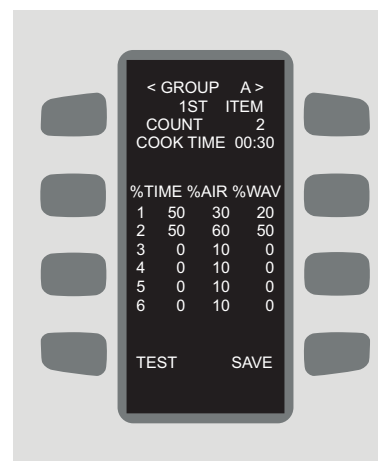 < GROUP A >
1ST ITEM
COUNT 2
COOK TIME 00:30
%TIME %AIR %WAV
1 50 30 20
2 50 60 50
3 0 10 0
4 0 10 0
5 0 10 0
6 0 10 0
TEST SAVE